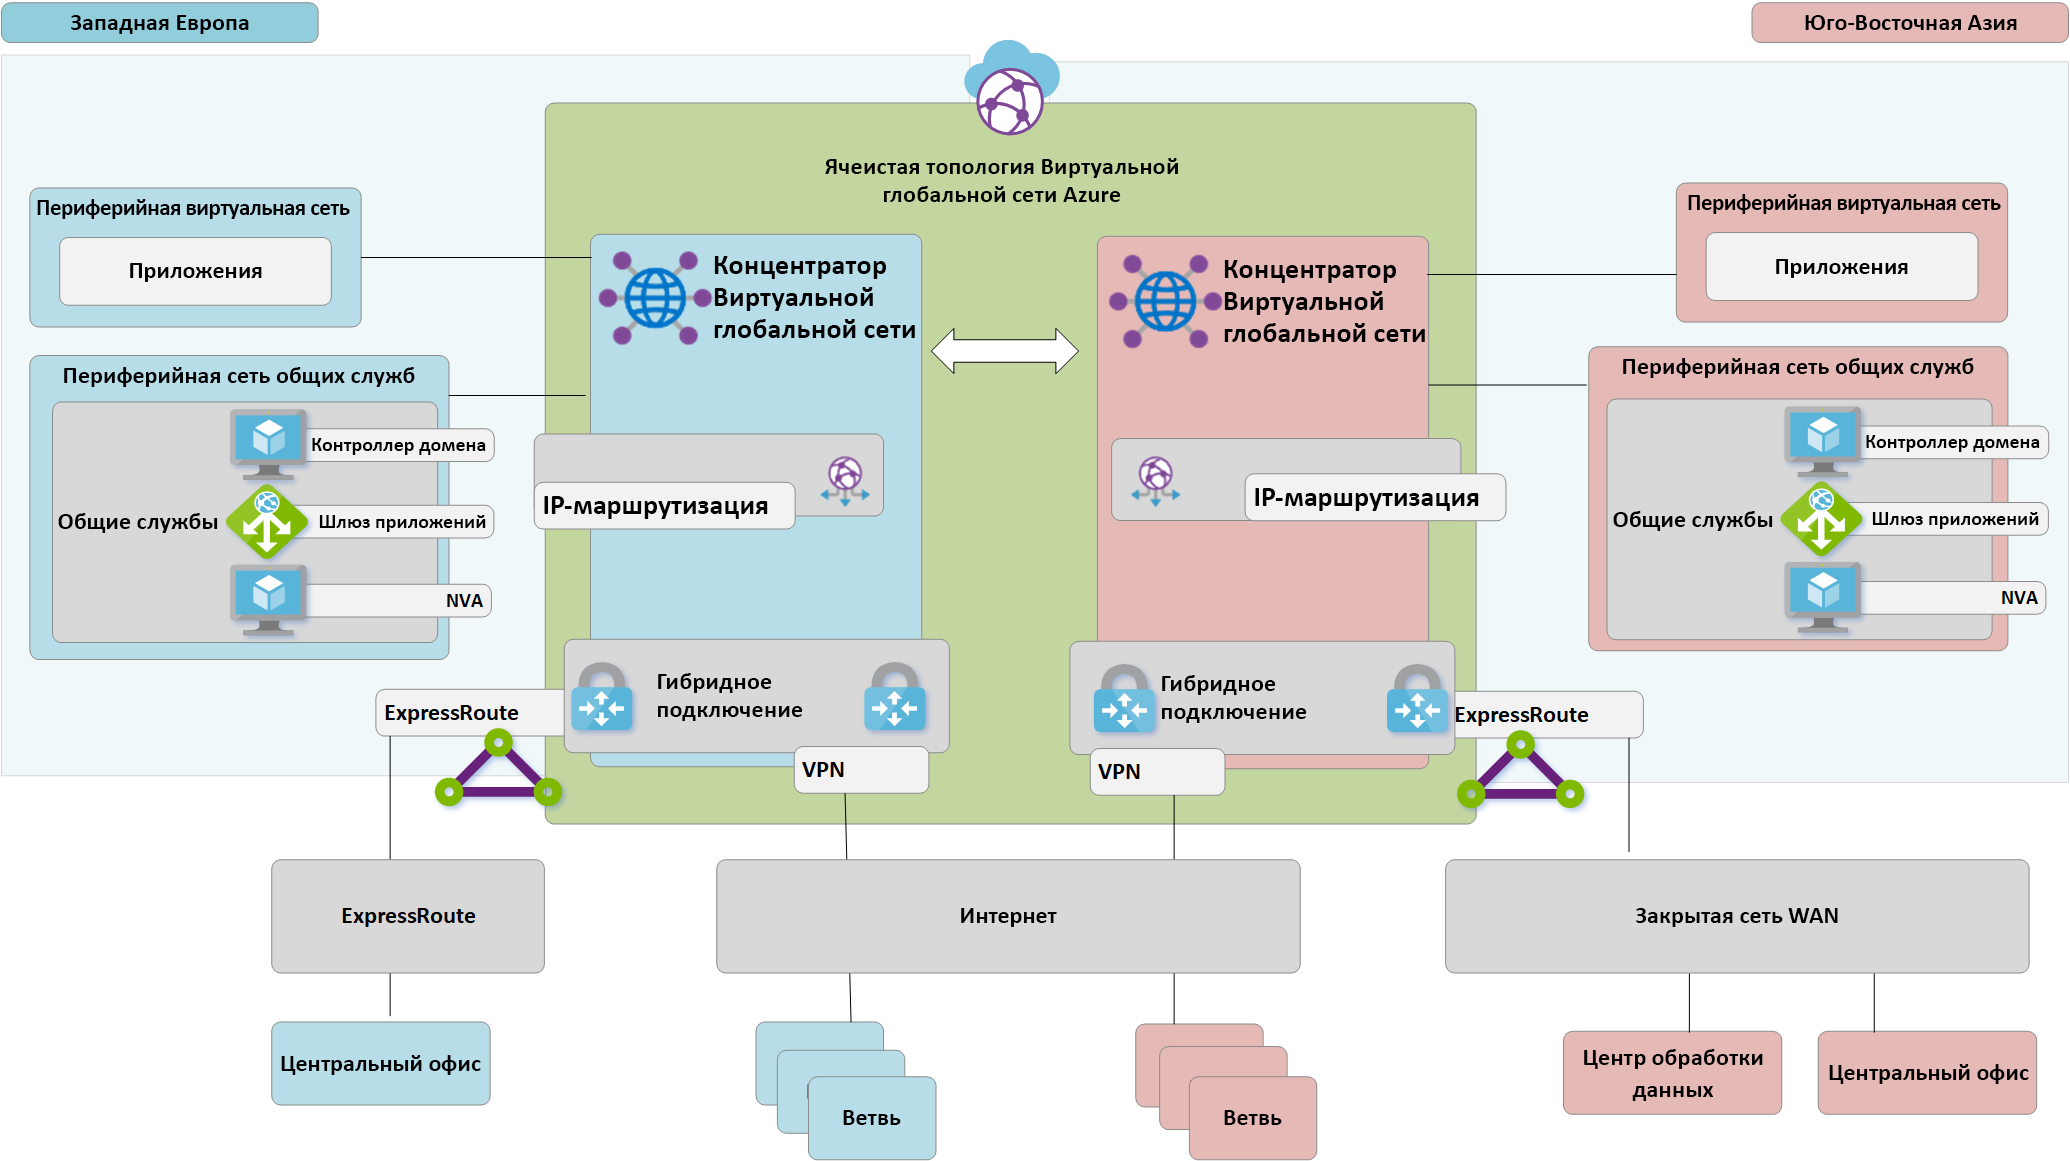 Западная Европа
Юго-Восточная Азия
Ячеистая топология Виртуальной
глобальной сети Azure
Периферийная виртуальная сеть
Приложения
Периферийная сеть общих служб
Контроллер домена
Общие службы
Шлюз приложений
NVA
Концентратор
Виртуальной
глобальной сети
IP-маршрутизация
Гибридное
подключение
ExpressRoute
VPN
Концентратор
Виртуальной
глобальной сети
IP-маршрутизация
Гибридное
подключение
VPN
ExpressRoute
Периферийная виртуальная сеть
Приложения
Периферийная сеть общих служб
Контроллер домена
Общие службы
Шлюз приложений
NVA
ExpressRoute
Интернет
Закрытая сеть WAN
Центральный офис
Ветвь
Ветвь
Центр обработки
данных
Центральный офис